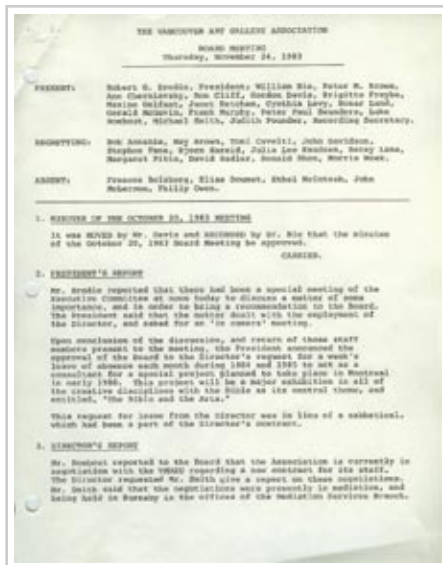 THE VANCOUVER ART GALLERY ASSOCIATION
BOARD MEETING
Thursday, November 24, 1983
PRESENT: Robert G. Brodie, President; William Bie, Peter M. Brown,
Ann Cherniavsky, Ron Cliff, Gordon Davis, Brigitte Freybe,
Maxine Gelfant, Janet Ketcham, Cynthia Levy, Bonar Lund,
Gerald McGavin, Frank Murphy, Peter Paul Saunders, Luke
Rombout, Michael Smith, Judith Pounder, Recording Secretary.
REGRETTING: Bob Annable, May Brown, Toni Cavelti, John Davidson,
Stephen Fane, Bjorn Hareid, Julia Lee Knudsen, Betsy Lane,
Margaret Pitin, David Sadler, Donald Shon, Morris Wosk.
ABSENT: Frances Belzberg, Elias Doumet, Ethel McIntosh, John
McKernan, Philip Owen.
1. MINUTES OF THE OCTOBER 20, 1983 MEETING
It was MOVED by Mr. Davis and SECONDED by Dr. Bie that the minutes
of the October 20, 1983 Board Meeting be approved.
CARRIED.
2. PRESIDENT'S REPORT
Mr. Brodie reported that there had been a special meeting of the
Executive Committee at noon today to discuss a matter of some
importance, and in order to bring a recommendation to the Board.
The President said that the matter dealt with the employment of
the Director, and asked for an "in camera" meeting.
Upon conclusion of the discussion, and return of those staff
members present to the meeting, the President announced the
approval of the Board to the Director's request for a week's
leave of absence each month during 1984 and 1985 to act as a
consultant for a special project planned to take place in Montreal
in early 1986. This project will be a major exhibition in all of
the creative disciplines with the Bible as its central theme, and
entitled, "The Bible and the Arts."
This request for leave from the Director was in lieu of a sabbatical,
which had been a part of the Director's contract.
3. DIRECTOR'S REPORT
Mr. Rombout reported to the Board that the Association is currently in
negotiation with the regarding a new contract for its staff.
The Director requested Mr. Smith give a report on these negotiations.
Mr. Smith said that the negotiations were presently in mediation, and
being held in Burnaby in the offices of the Mediation Services Branch.